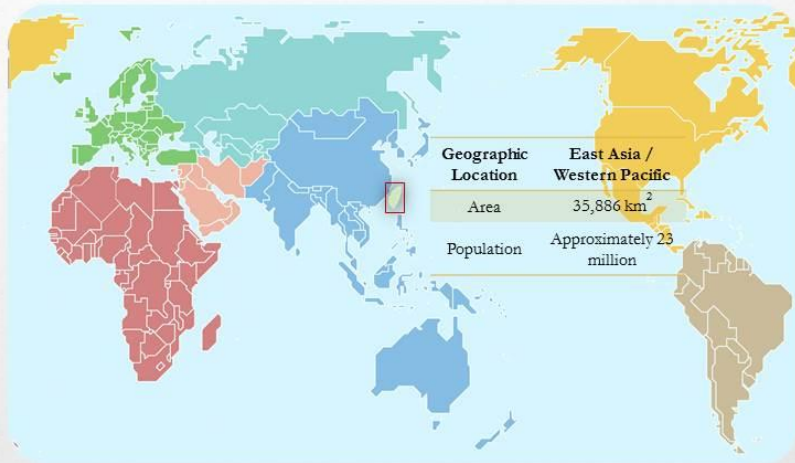 Geographic Location
East Asia / Western Pacific
Area
35,886 km²
Population
Approximately 23 million